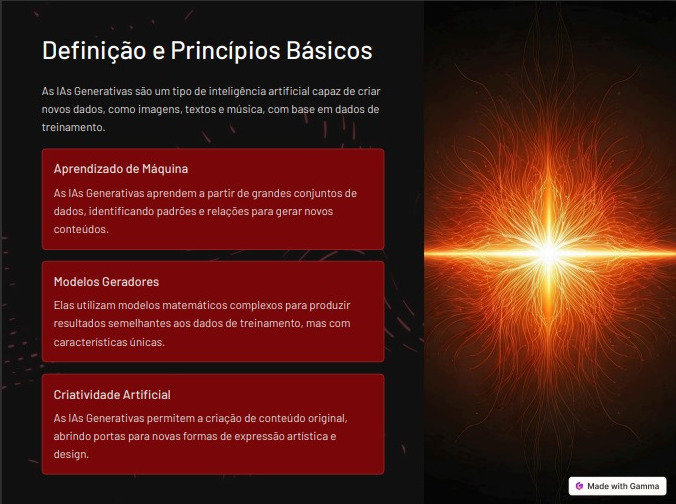 Definição e Princípios Básicos
As IAs Generativas são um tipo de inteligência artificial capaz de criar
novos dados, como imagens, textos e música, com base em dados de
treinamento.
Aprendizado de Máquina
As IAs Generativas aprendem a partir de grandes conjuntos de
dados, identificando padrões e relações para gerar novos
conteúdos.
Modelos Geradores
Elas utilizam modelos matemáticos complexos para produzir
resultados semelhantes aos dados de treinamento, mas com
características únicas.
Criatividade Artificial
As IAs Generativas permitem a criação de conteúdo original,
abrindo portas para novas formas de expressão artística e
design.
Made with Gamma